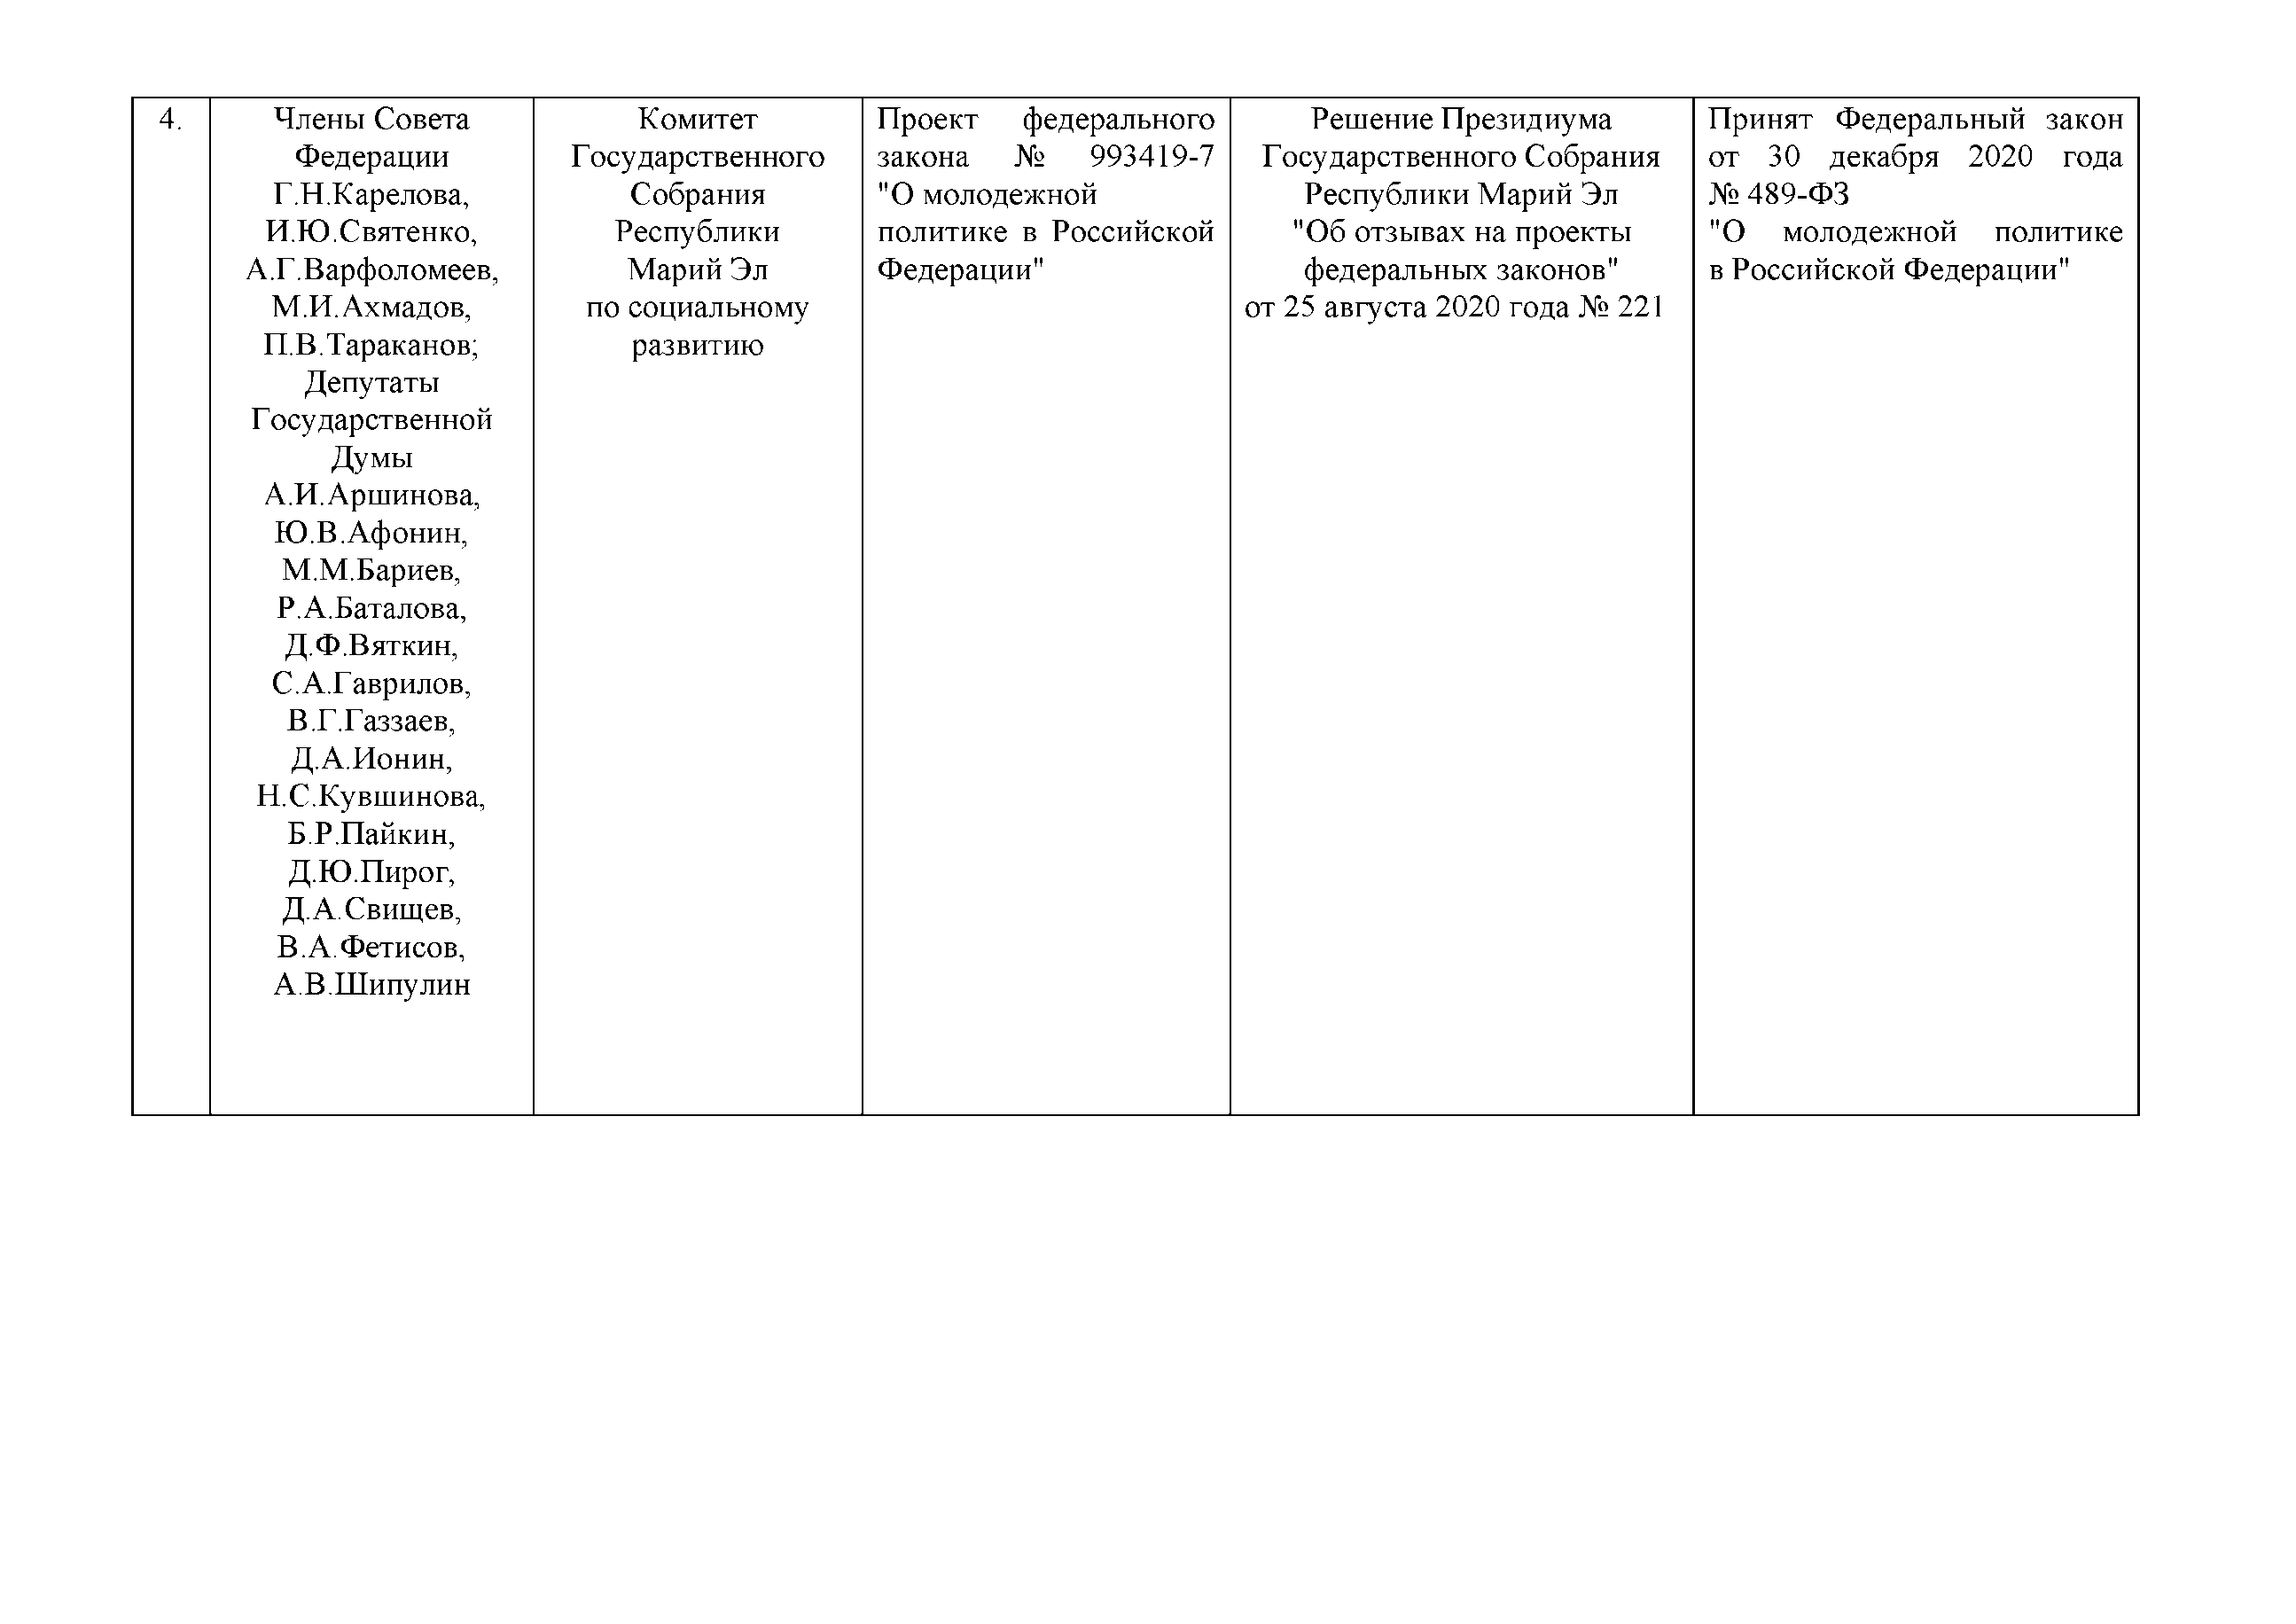 4.
Члены Совета
Федерации
Г.Н.Карелова,
И.Ю.Святенко,
А.Г.Варфоломеев,
М.И.Ахмадов,
П.В.Тараканов;
Депутаты
Государственной
Думы
А.И.Аршинова,
Ю.В.Афонин,
М.М.Бариев,
Р.А.Баталова,
Д.Ф.Вяткин,
С.А.Гаврилов,
В.Г.Газзаев,
Д.А.Ионин,
Н.С.Кувшинова,
Б.Р.Пайкин,
Д.Ю.Пирог,
Д.А.Свищев,
В.А.Фетисов,
А.В.Шипулин
Комитет
Государственного
Собрания
Республики
Марий Эл
по социальному
развитию
Проект федерального
закона № 993419-7
"О молодежной
политике в Российской
Федерации"
Решение Президиума
Государственного Собрания
Республики Марий Эл
"Об отзывах на проекты
федеральных законов"
от 25 августа 2020 года № 221
Принят Федеральный закон
от 30 декабря 2020 года
№ 489-ФЗ
"О молодежной политике
в Российской Федерации"